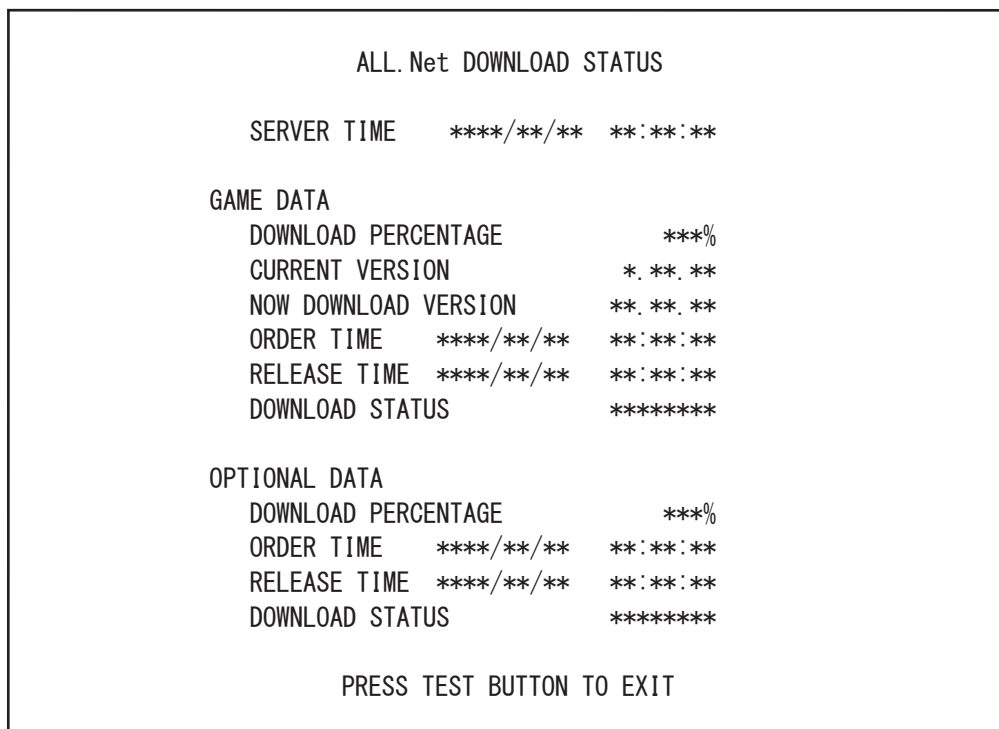 ALL.Net DOWNLOAD STATUS
SERVER TIME ****/**/** **:**:**
GAME DATA
DOWNLOAD PERCENTAGE ***%
CURRENT VERSION *.**.**
NOW DOWNLOAD VERSION **.**.**
ORDER TIME ****/**/** **:**:**
RELEASE TIME ****/**/** **:**:**
DOWNLOAD STATUS ********
OPTIONAL DATA
DOWNLOAD PERCENTAGE ***%
ORDER TIME ****/**/** **:**:**
RELEASE TIME ****/**/** **:**:**
DOWNLOAD STATUS ********
PRESS TEST BUTTON TO EXIT